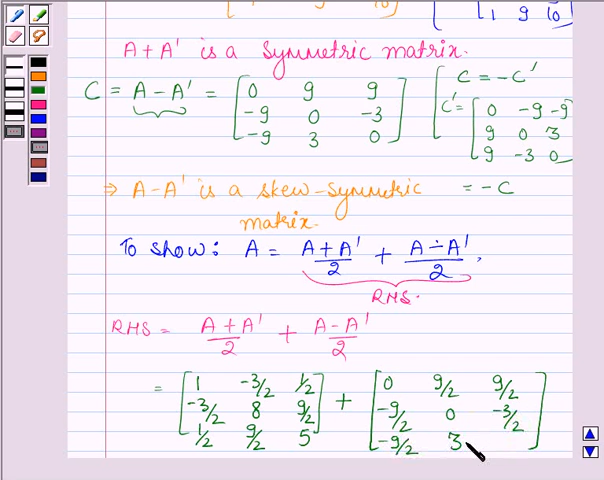 1 9 10
A + A' is a Symmetric matrix.
C = A - A' = [ 0 9 9 [ C = - C'
-9 0 -3 C' = [ 0 -9 -9
-9 3 0 ] 9 0 3
9 -3 0
⇒ A - A' is a skew-symmetric = - C
matrix.
To show: A = A + A'/2 + A ÷ A'/2 ,
RHS.
RHS = A + A'/2 + A - A'/2
= [ 1 -3/2 1/2 ] + [ 0 9/2 9/2 ]
-3/2 8 9/2 -9/2 0 -3/2
1/2 9/2 5 -9/2 3